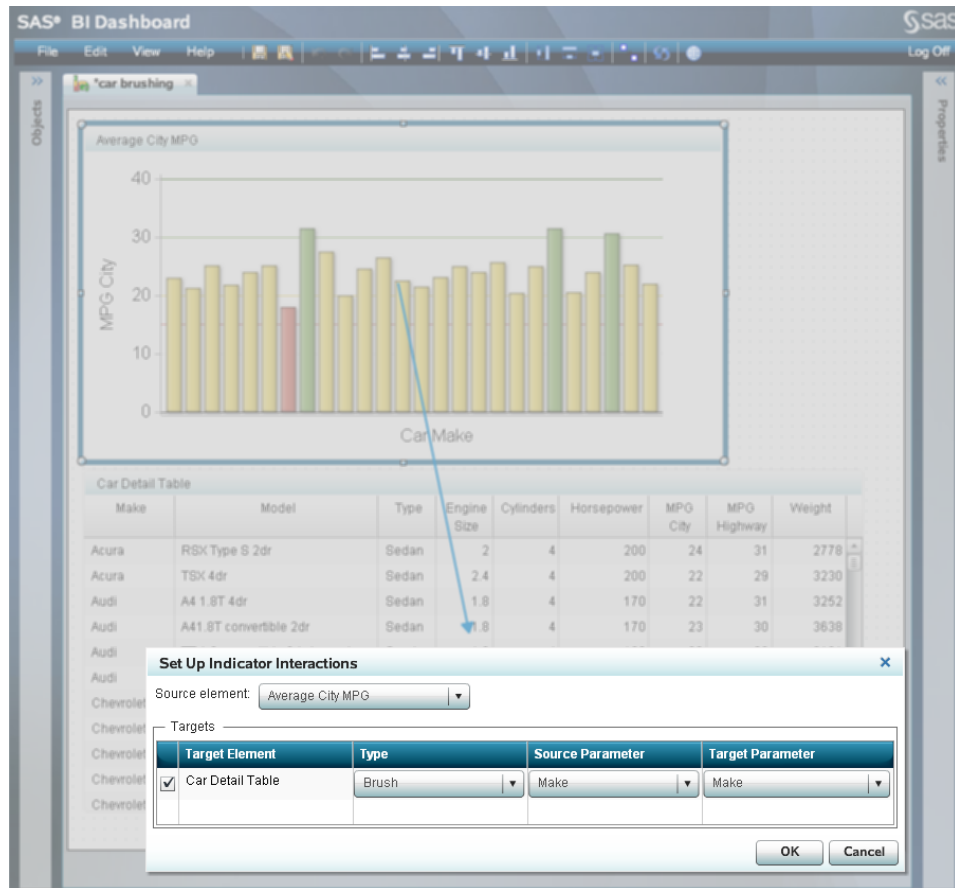 SAS® BI Dashboard
sas
File Edit View Help
Log Off
*car brushing
Objects
Properties
Average City MPG
MPG City
40
30
20
10
0
Car Make
Car Detail Table
Make Model Type Engine Size Cylinders Horsepower MPG City MPG Highway Weight
Acura RSX Type S 2dr Sedan 2 4 200 24 31 2778
Acura TSX 4dr Sedan 2.4 4 200 22 29 3230
Audi A4 1.8T 4dr Sedan 1.8 4 170 22 31 3252
Audi A41.8T convertible 2dr Sedan 1.8 4 170 23 30 3638
Audi
Audi
Chevrolet
Chevrolet
Chevrolet
Chevrolet
Chevrolet
Set Up Indicator Interactions
Source element: Average City MPG
Targets
Target Element Type Source Parameter Target Parameter
Car Detail Table Brush Make Make
OK Cancel